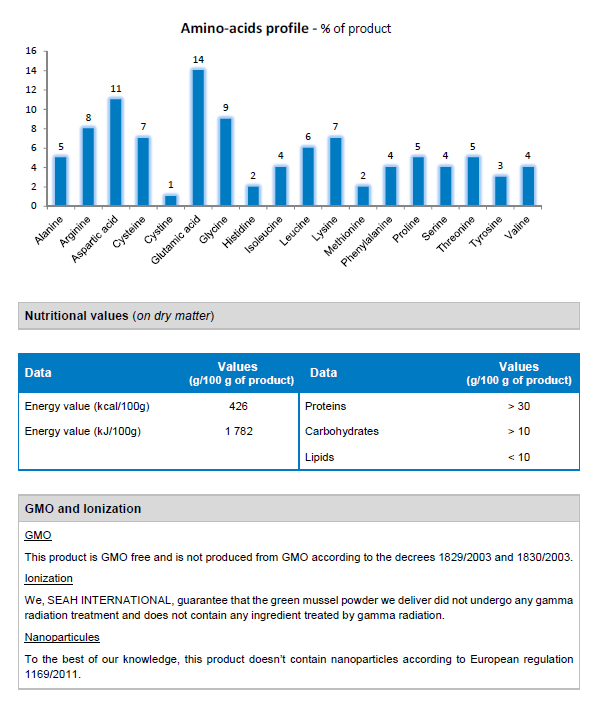 Amino-acids profile - % of product
16
14
12
10
8
6
4
2
0
5
8
11
7
1
14
9
2
4
6
7
2
4
5
4
5
3
4
Alanine
Arginine
Aspartic acid
Cysteine
Cystine
Glutamic acid
Glycine
Histidine
Isoleucine
Leucine
Lysine
Methionine
Phenylalanine
Proline
Serine
Threonine
Tyrosine
Valine
Nutritional values (on dry matter)
Data Values (g/100 g of product) Data Values (g/100 g of product)
Energy value (kcal/100g) 426 Proteins > 30
Energy value (kJ/100g) 1 782 Carbohydrates > 10
Lipids < 10
GMO and Ionization
GMO
This product is GMO free and is not produced from GMO according to the decrees 1829/2003 and 1830/2003.
Ionization
We, SEAH INTERNATIONAL, guarantee that the green mussel powder we deliver did not undergo any gamma
radiation treatment and does not contain any ingredient treated by gamma radiation.
Nanoparticules
To the best of our knowledge, this product doesn't contain nanoparticles according to European regulation
1169/2011.